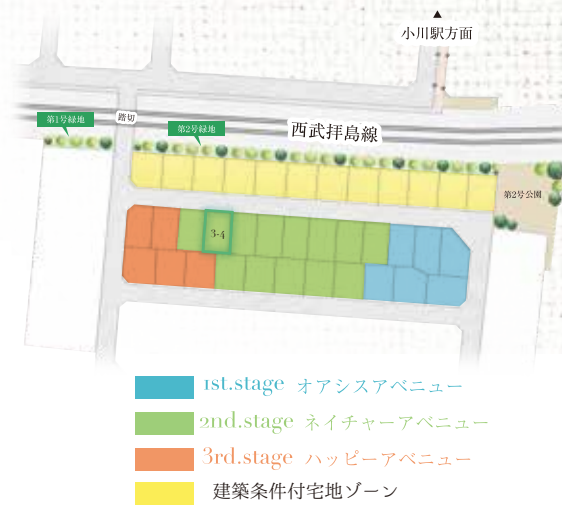 ▲
小川駅方面
第1号緑地
踏切
第2号緑地
西武拝島線
第2号公園
3-4
1st.stage オアシスアベニュー
2nd.stage ネイチャーアベニュー
3rd.stage ハッピーアベニュー
建築条件付宅地ゾーン